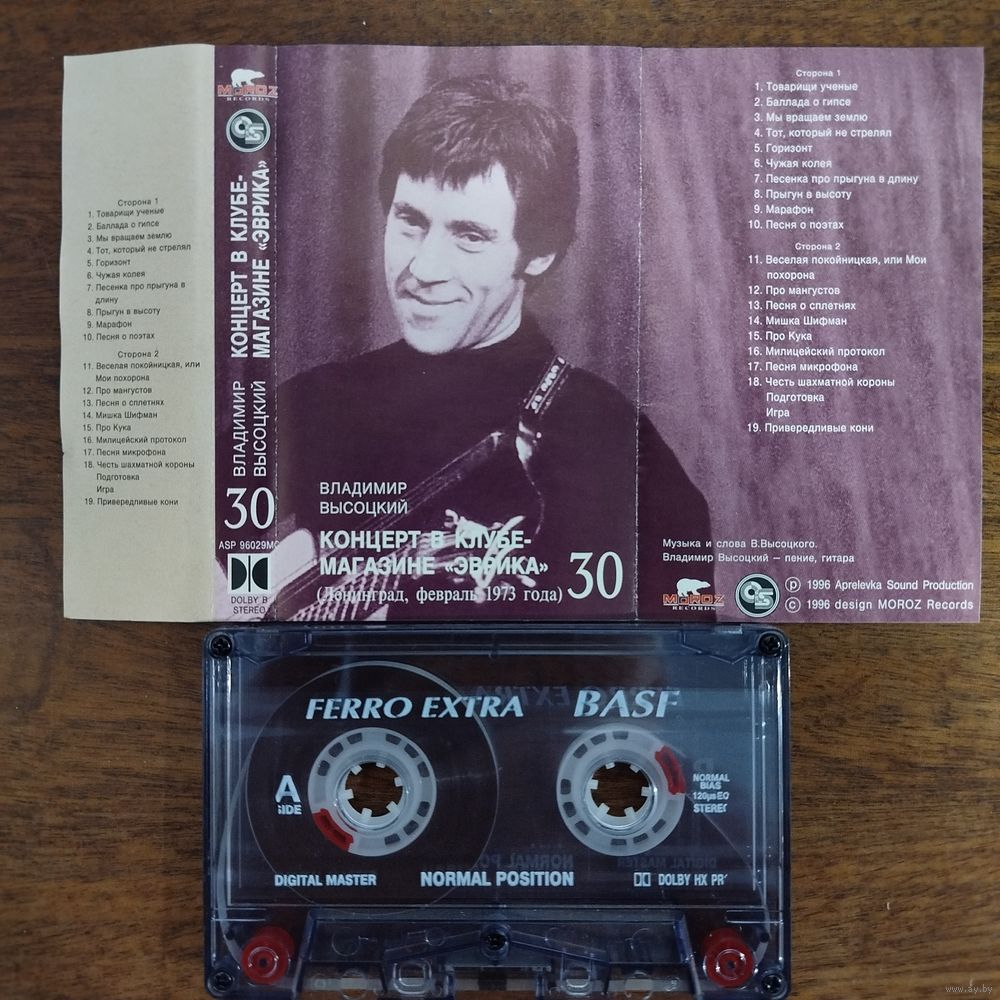 Сторона 1
1. Товарищи ученые
2. Баллада о гипсе
3. Мы вращаем землю
4. Тот, который не стрелял
5. Горизонт
6. Чужая колея
7. Песенка про прыгуна в
длину
8. Прыгун в высоту
9. Марафон
10. Песня о поэтах
Сторона 2
11. Веселая покойницкая, или
Мои похорона
12. Про мангустов
13. Песня о сплетнях
14. Мишка Шифман
15. Про Кука
16. Милицейский протокол
17. Песня микрофона
18. Честь шахматной короны
Подготовка
Игра
19. Привередливые кони
MOROZ
RECORDS
ВЛАДИМИР
ВЫСОЦКИЙ
КОНЦЕРТ В КЛУБЕ-
МАГАЗИНЕ «ЭВРИКА»
30
ASP 96029MC
DOLBY B
STEREO
ВЛАДИМИР
ВЫСОЦКИЙ
КОНЦЕРТ В КЛУБЕ-
МАГАЗИНЕ «ЭВРИКА»
(Ленинград, февраль 1973 года)
30
Сторона 1
1. Товарищи ученые
2. Баллада о гипсе
3. Мы вращаем землю
4. Тот, который не стрелял
5. Горизонт
6. Чужая колея
7. Песенка про прыгуна в длину
8. Прыгун в высоту
9. Марафон
10. Песня о поэтах
Сторона 2
11. Веселая покойницкая, или Мои
похорона
12. Про мангустов
13. Песня о сплетнях
14. Мишка Шифман
15. Про Кука
16. Милицейский протокол
17. Песня микрофона
18. Честь шахматной короны
Подготовка
Игра
19. Привередливые кони
Музыка и слова В.Высоцкого.
Владимир Высоцкий – пение, гитара
MOROZ
RECORDS
℗ 1996 Aprelevka Sound Production
© 1996 design MOROZ Records
FERRO EXTRA BASF
A
SIDE
NORMAL
BIAS
120µs EQ
STEREO
DIGITAL MASTER
NORMAL POSITION
DOLBY HX PR
www.ay.by